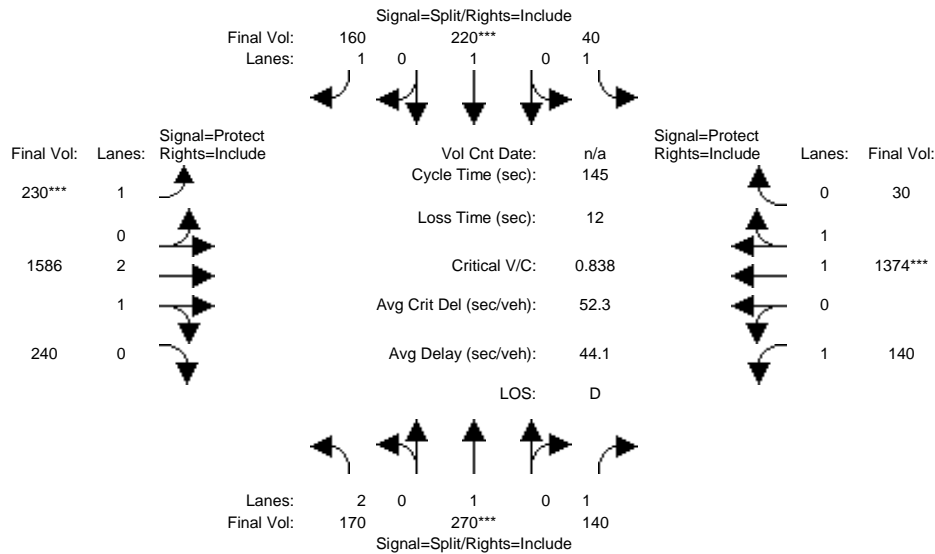 Signal=Split/Rights=Include
Final Vol: 160 220*** 40
Lanes: 1 0 1 0 1
Signal=Protect
Final Vol: Lanes: Rights=Include
Vol Cnt Date: n/a
Signal=Protect
Rights=Include Lanes: Final Vol:
Cycle Time (sec): 145
230*** 1
0 30
Loss Time (sec): 12
0
1
1586 2
Critical V/C: 0.838
1 1374***
1
Avg Crit Del (sec/veh): 52.3
0
240 0
Avg Delay (sec/veh): 44.1
1 140
LOS: D
Lanes: 2 0 1 0 1
Final Vol: 170 270*** 140
Signal=Split/Rights=Include